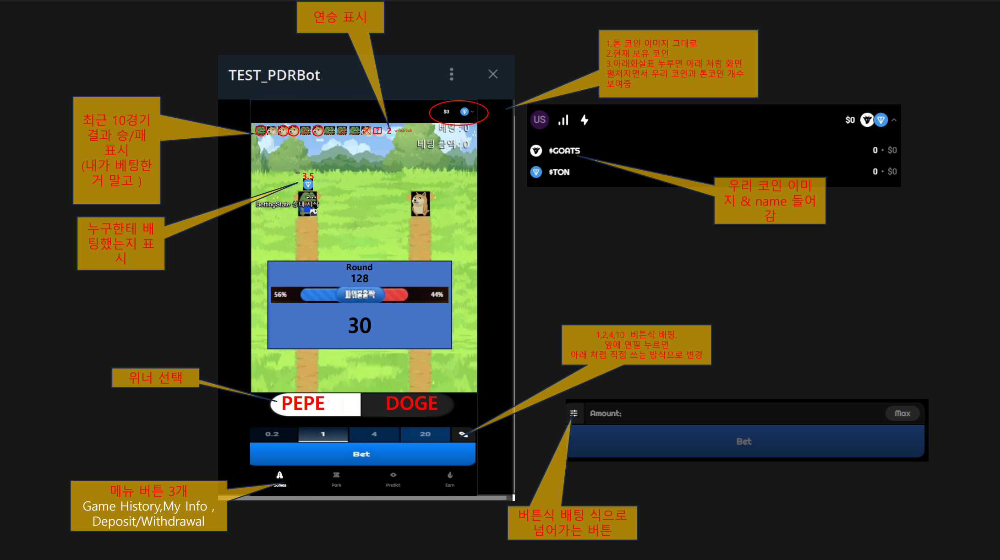 연승 표시
1.톤 코인 이미지 그대로
2.현재 보유 코인
3.아래화살표 누루면 아래 처럼 화면
펼처지면서 우리 코인과 톤코인 개수
보여줌
TEST_PDRBot
최근 10경기
결과 승/패
표시
(내가 베팅한
거 말고 )
$0
?
2 winstreak
베팅 : 0
베팅 금액 : 0
US
$0
$GOATS
0 • $0
$TON
0 • $0
우리 코인 이미
지 & name 들어
감
3.5
BettingState 상태 시작
누구한테 배
팅했는지 표
시
Round
128
56%
파워홀홀짝
44%
30
1,2,4,10 버튼식 배팅.
옆에 연필 누르면
아래 처럼 직접 쓰는 방식으로 변경
위너 선택
PEPE
DOGE
0.2
1
4
20
Bet
Amount:
Max
Bet
Games
Park
Predict
Earn
메뉴 버튼 3개
Game History,My Info ,
Deposit/Withdrawal
버튼식 배팅 식으로
넘어가는 버튼